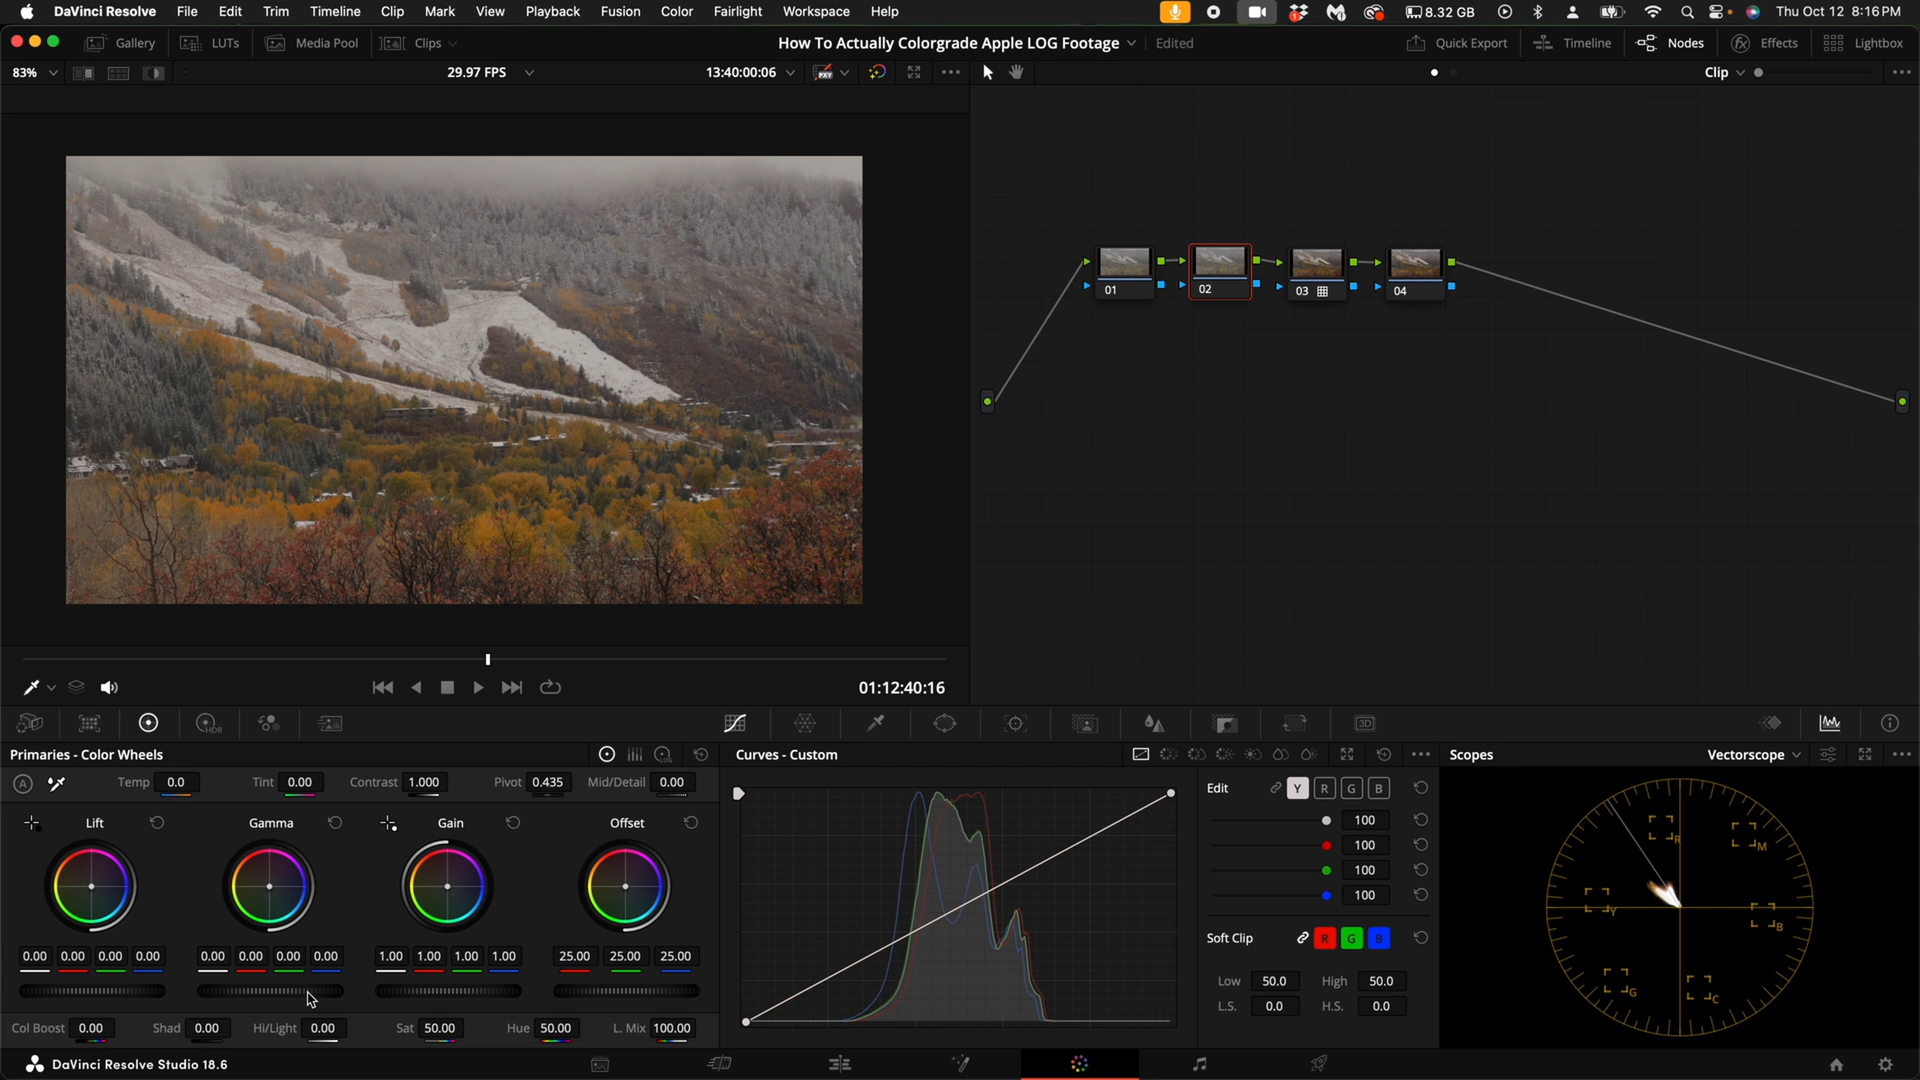 DaVinci Resolve File Edit Trim Timeline Clip Mark View Playback Fusion Color Fairlight Workspace Help 8.32 GB Thu Oct 12 8:16 PM
Gallery LUTs Media Pool Clips How To Actually Colorgrade Apple LOG Footage Edited Quick Export Timeline Nodes Effects Lightbox
83% 29.97 FPS 13:40:00:06 Clip
01 02 03 04
01:12:40:16
Primaries - Color Wheels Curves - Custom Scopes Vectorscope
A Temp 0.0 Tint 0.00 Contrast 1.000 Pivot 0.435 Mid/Detail 0.00 Edit Y R G B
Lift Gamma Gain Offset 100
100
100
100
R M Y B G C
Soft Clip R G B
0.00 0.00 0.00 0.00 0.00 0.00 0.00 0.00 1.00 1.00 1.00 1.00 25.00 25.00 25.00
Low 50.0 High 50.0
L.S. 0.0 H.S. 0.0
Col Boost 0.00 Shad 0.00 Hi/Light 0.00 Sat 50.00 Hue 50.00 L. Mix 100.00
DaVinci Resolve Studio 18.6